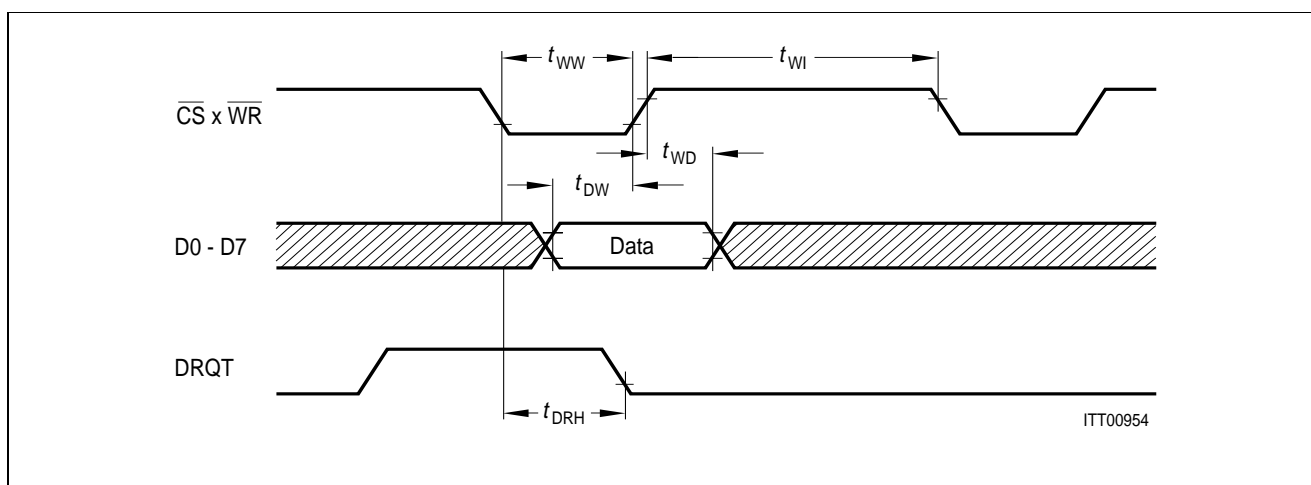 tWW
tWI
CS x WR
tWD
tDW
D0 - D7
Data
DRQT
tDRH
ITT00954